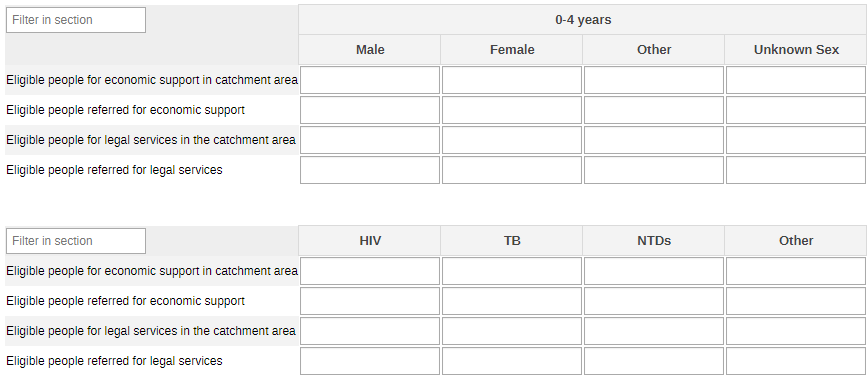 Filter in section
0-4 years
Male Female Other Unknown Sex
Eligible people for economic support in catchment area
Eligible people referred for economic support
Eligible people for legal services in the catchment area
Eligible people referred for legal services
Filter in section
HIV TB NTDs Other
Eligible people for economic support in catchment area
Eligible people referred for economic support
Eligible people for legal services in the catchment area
Eligible people referred for legal services